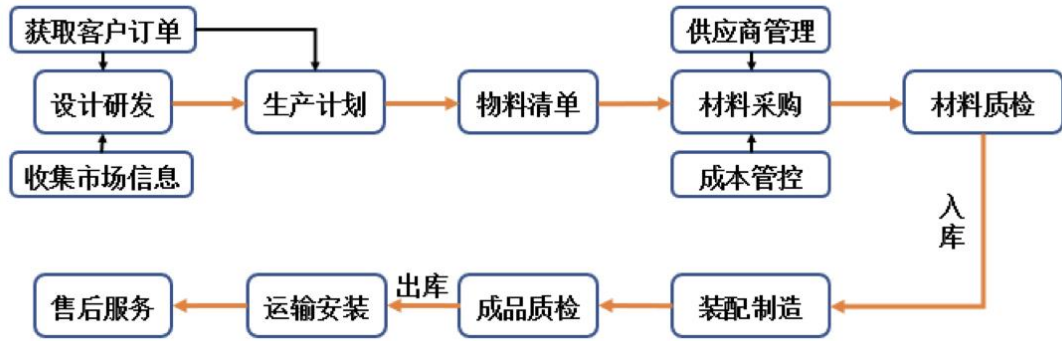 获取客户订单
供应商管理
设计研发
生产计划
物料清单
材料采购
材料质检
收集市场信息
成本管控
入
库
售后服务
运输安装
出库
成品质检
装配制造